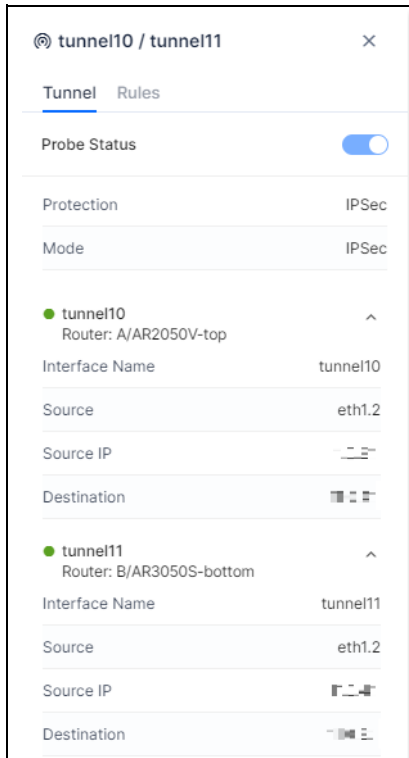 tunnel10 / tunnel11
Tunnel Rules
Probe Status
Protection IPSec
Mode IPSec
tunnel10
Router: A/AR2050V-top
Interface Name tunnel10
Source eth1.2
Source IP
Destination
tunnel11
Router: B/AR3050S-bottom
Interface Name tunnel11
Source eth1.2
Source IP
Destination